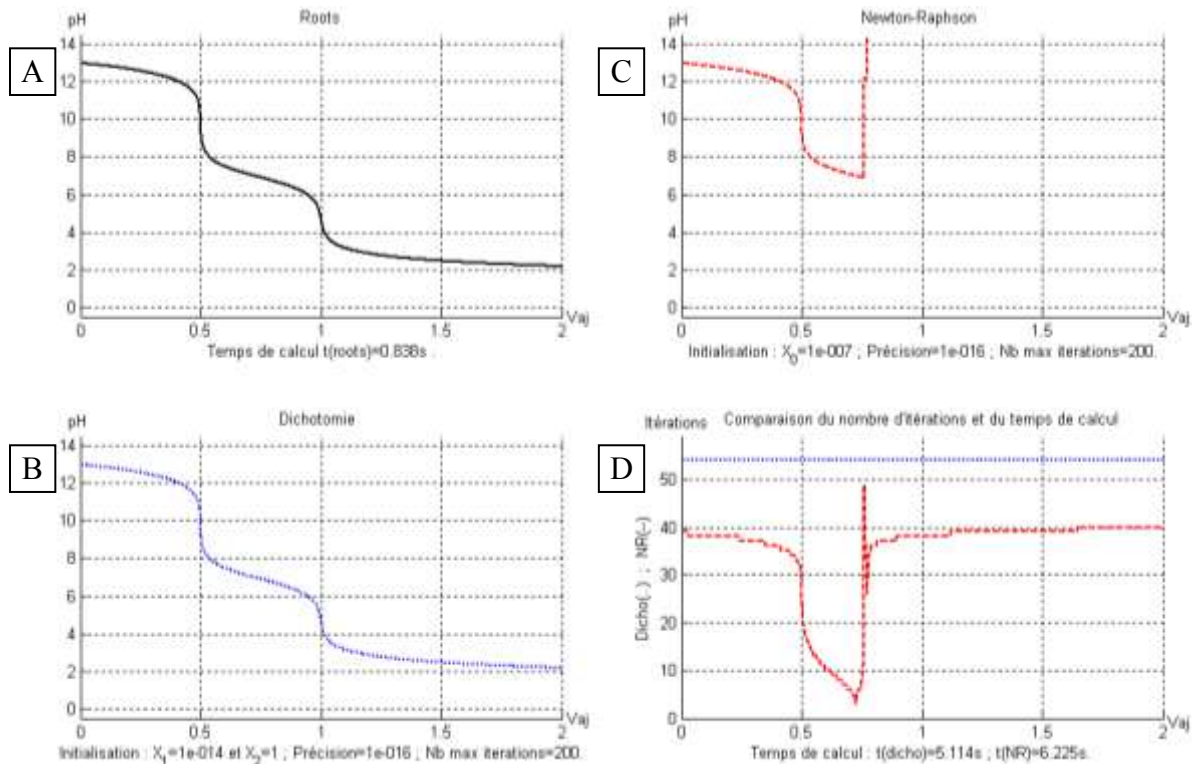 A
pH
Roots
14
12
10
8
6
4
2
0
0
0.5
1
1.5
2
Vaj
Temps de calcul t(roots)=0.838s .
C
pH
Newton-Raphson
14
12
10
8
6
4
2
0
0
0.5
1
1.5
2
Vaj
Initialisation : X0=1e-007 ; Précision=1e-016 ; Nb max iterations=200.
B
pH
Dichotomie
14
12
10
8
6
4
2
0
0
0.5
1
1.5
2
Vaj
Initialisation : X1=1e-014 et X2=1 ; Précision=1e-016 ; Nb max iterations=200.
D
Itérations
Comparaison du nombre d'itérations et du temps de calcul
Dicho(..) ; NR(--)
50
40
30
20
10
0
0
0.5
1
1.5
2
Vaj
Temps de calcul : t(dicho)=5.114s ; t(NR)=6.225s.